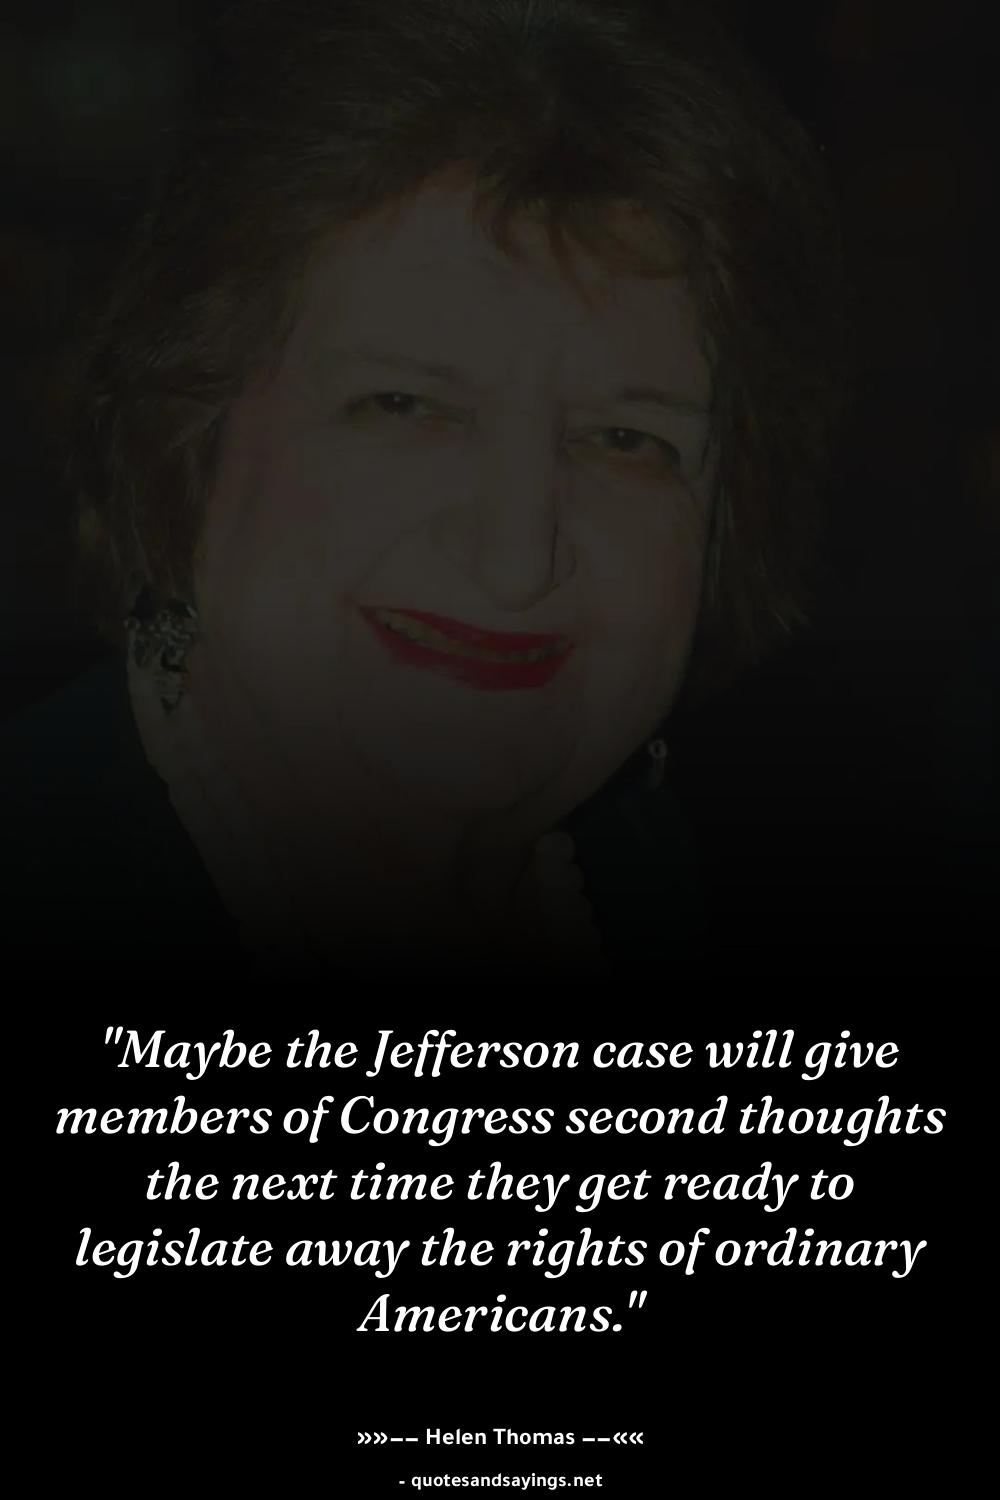 "Maybe the Jefferson case will give
members of Congress second thoughts
the next time they get ready to
legislate away the rights of ordinary
Americans."
»»–– Helen Thomas ––««
- quotesandsayings.net